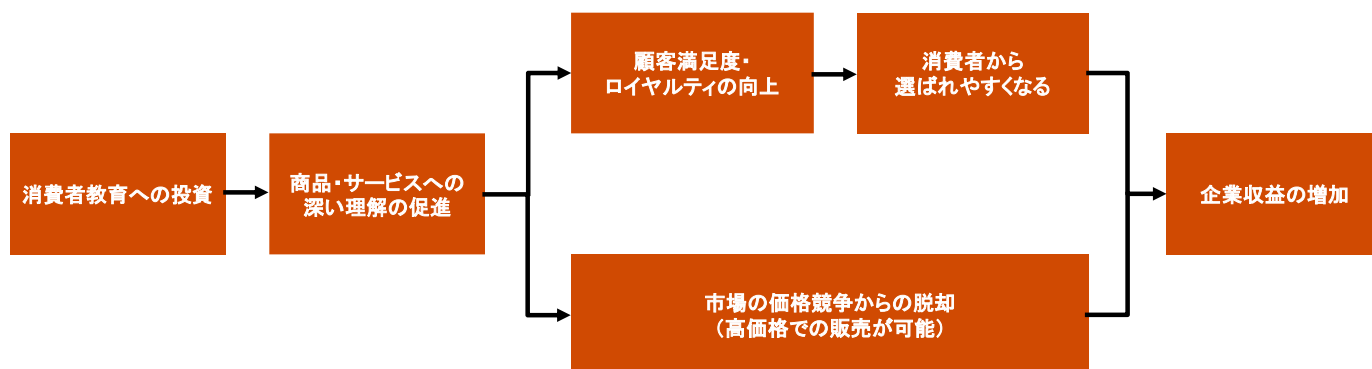 消費者教育への投資
商品・サービスへの
深い理解の促進
顧客満足度・
ロイヤルティの向上
消費者から
選ばれやすくなる
市場の価格競争からの脱却
（高価格での販売が可能）
企業収益の増加